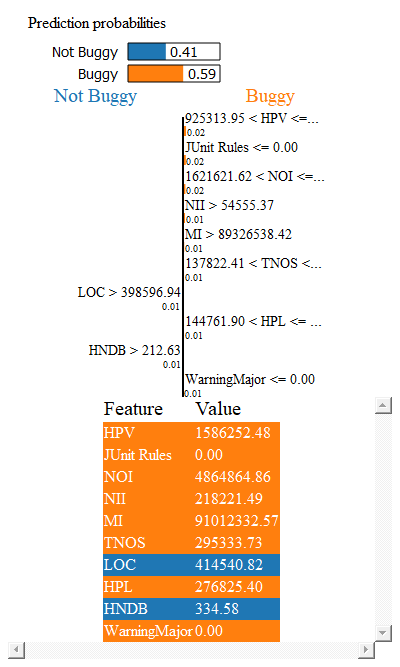 Prediction probabilities
Not Buggy 0.41
Buggy 0.59
Not Buggy Buggy
925313.95 < HPV <=...
0.02
JUnit Rules <= 0.00
0.02
1621621.62 < NOI <=...
0.02
NII > 54555.37
0.01
MI > 89326538.42
0.01
137822.41 < TNOS <...
0.01
LOC > 398596.94
0.01
144761.90 < HPL <= ...
0.01
HNDB > 212.63
0.01
WarningMajor <= 0.00
0.01
Feature Value
HPV 1586252.48
JUnit Rules 0.00
NOI 4864864.86
NII 218221.49
MI 91012332.57
TNOS 295333.73
LOC 414540.82
HPL 276825.40
HNDB 334.58
WarningMajor 0.00